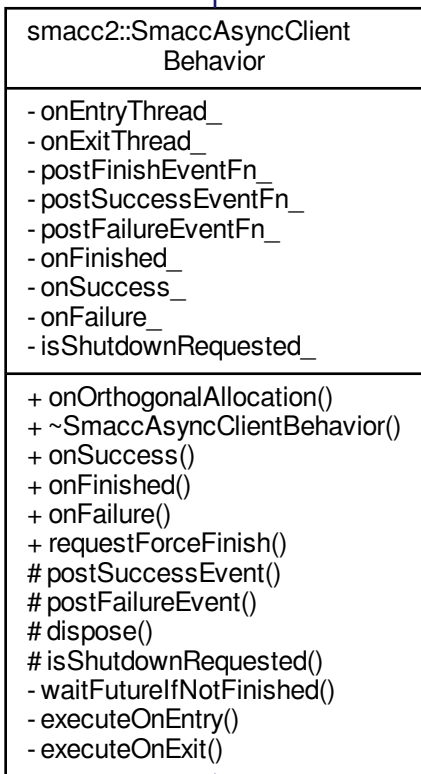 smacc2::SmaccAsyncClient
Behavior
- onEntryThread_
- onExitThread_
- postFinishEventFn_
- postSuccessEventFn_
- postFailureEventFn_
- onFinished_
- onSuccess_
- onFailure_
- isShutdownRequested_
+ onOrthogonalAllocation()
+ ~SmaccAsyncClientBehavior()
+ onSuccess()
+ onFinished()
+ onFailure()
+ requestForceFinish()
# postSuccessEvent()
# postFailureEvent()
# dispose()
# isShutdownRequested()
- waitFutureIfNotFinished()
- executeOnEntry()
- executeOnExit()